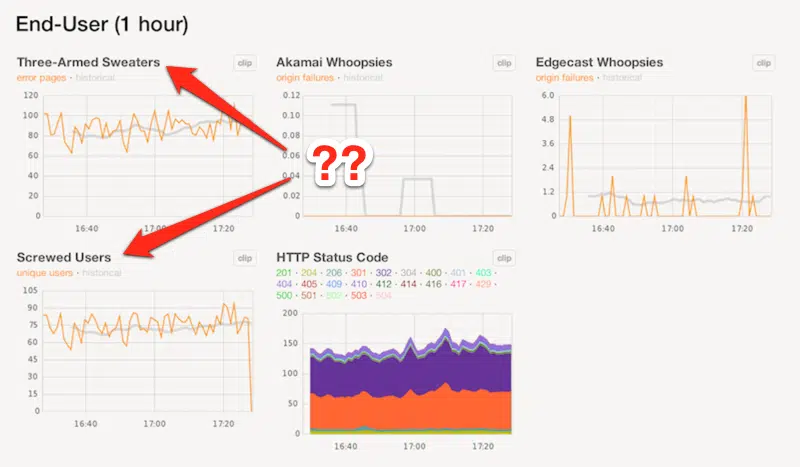 End-User (1 hour)
Three-Armed Sweaters
clip
error pages · historical
120
100
80
60
40
20
0
16:40
17:00
17:20
Akamai Whoopsies
clip
origin failures · historical
0.12
0.10
0.08
0.06
0.04
0.02
0
16:40
17:00
17:20
??
Edgecast Whoopsies
clip
origin failures · historical
6.0
4.8
3.6
2.4
1.2
0
16:40
17:00
17:20
Screwed Users
clip
unique users · historical
105
90
75
60
45
30
15
0
16:40
17:00
17:20
HTTP Status Code
clip
201 · 204 · 206 · 301 · 302 · 304 · 400 · 401 · 403 ·
404 · 405 · 409 · 410 · 412 · 414 · 416 · 417 · 429 ·
500 · 501 · 502 · 503 · 504
200
150
100
50
0
16:40
17:00
17:20